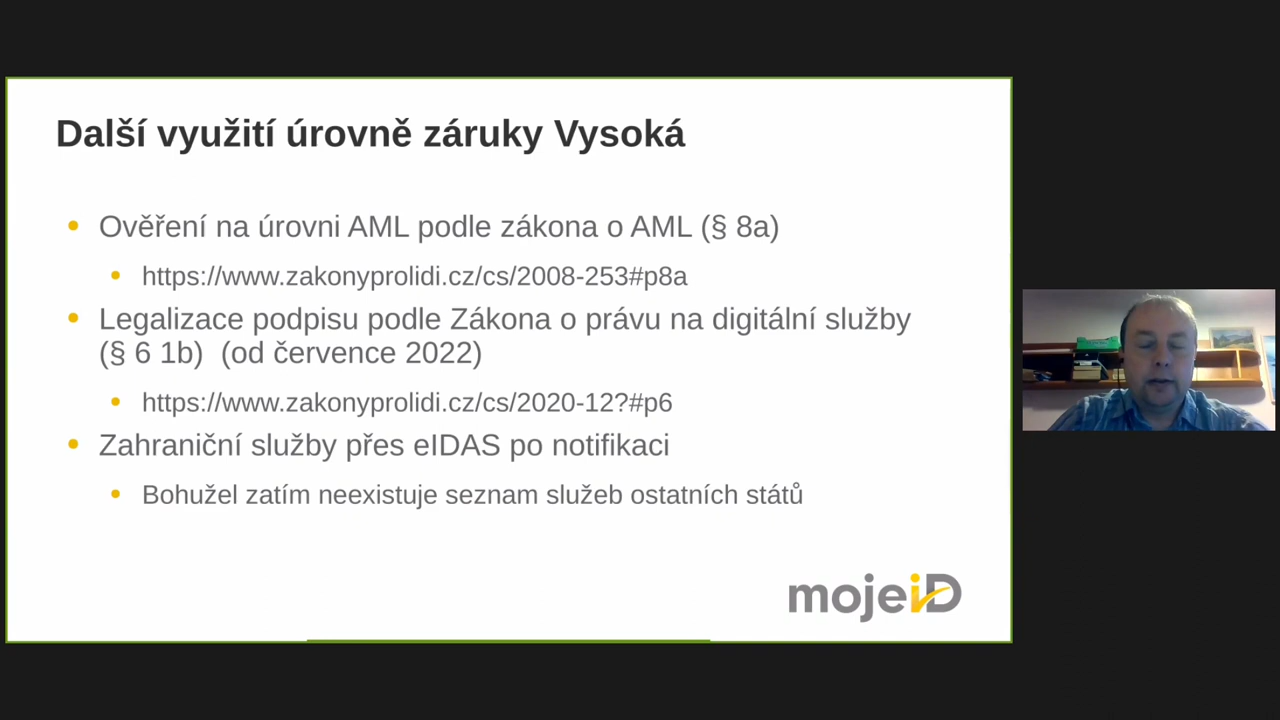 Další využití úrovně záruky Vysoká
Ověření na úrovni AML podle zákona o AML (§ 8a)
https://www.zakonyprolidi.cz/cs/2008-253#p8a
Legalizace podpisu podle Zákona o právu na digitální služby
(§ 6 1b)  (od července 2022)
https://www.zakonyprolidi.cz/cs/2020-12?#p6
Zahraniční služby přes eIDAS po notifikaci
Bohužel zatím neexistuje seznam služeb ostatních států
mojeiD